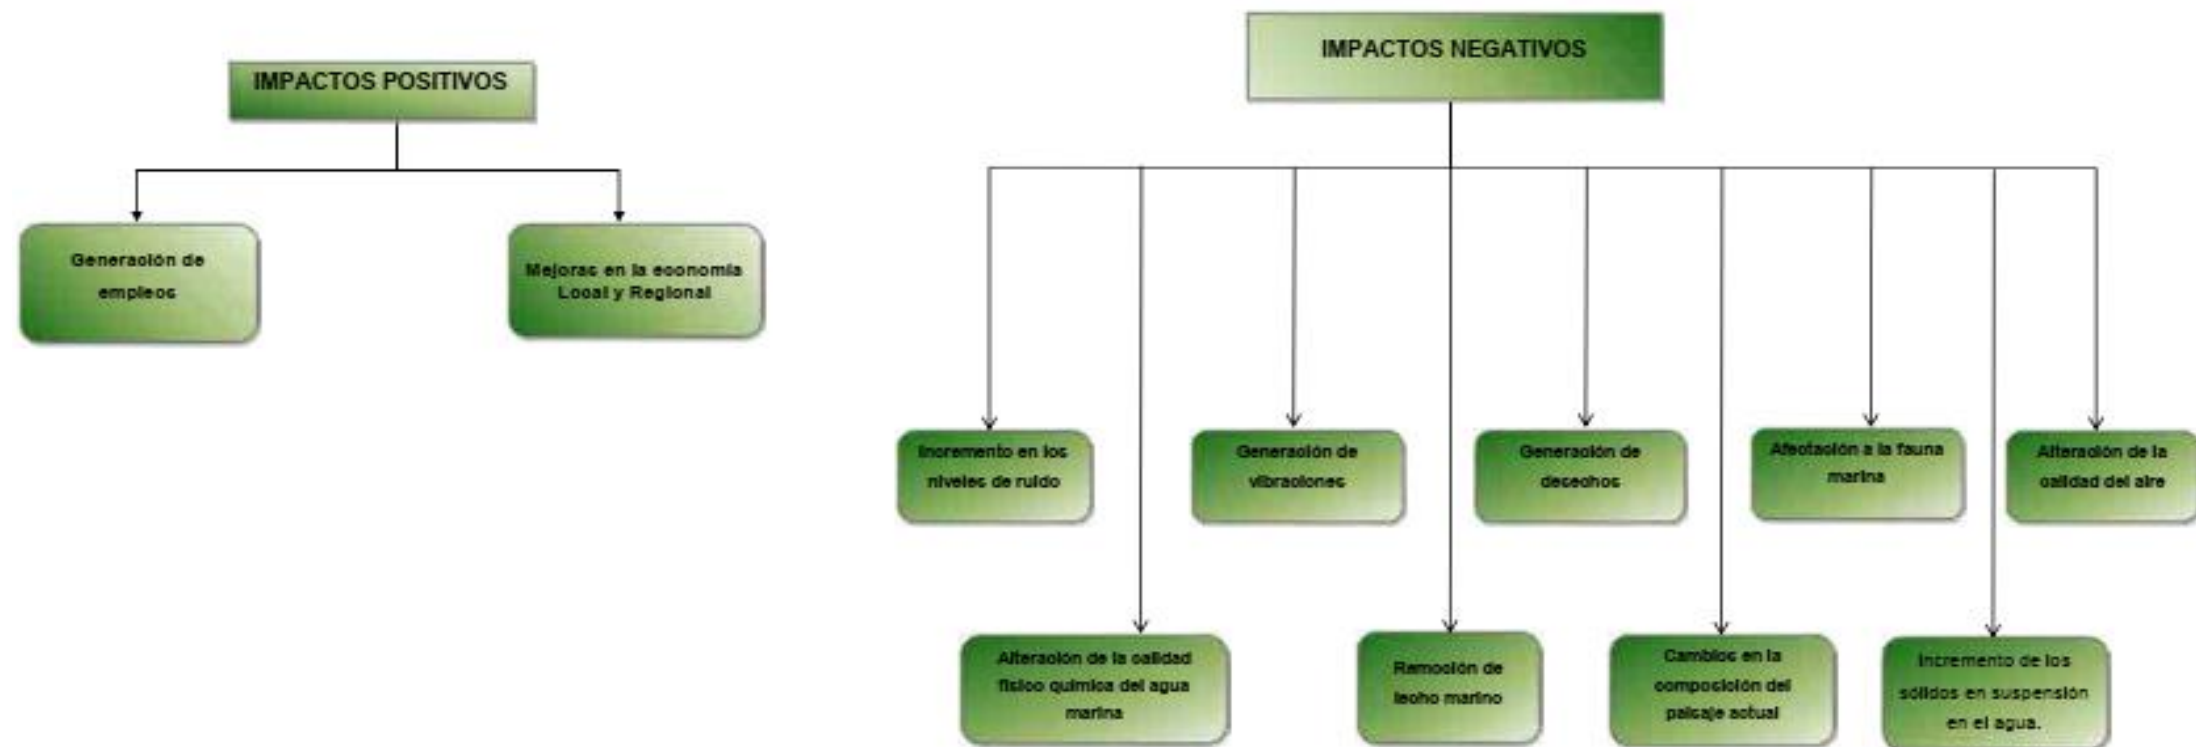 IMPACTOS POSITIVOS
Generación de
empleos
Mejoras en la economía
Local y Regional
IMPACTOS NEGATIVOS
Incremento en los
niveles de ruido
Generación de
vibraciones
Generación de
desechos
Afectación a la fauna
marina
Alteración de la
calidad del aire
Alteración de la calidad
físico química del agua
marina
Remoción de
lecho marino
Cambios en la
composición del
paisaje actual
Incremento de los
sólidos en suspensión
en el agua.